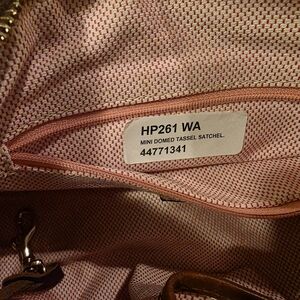 HP261 WA
MINI DOMED TASSEL SATCHEL.
44771341